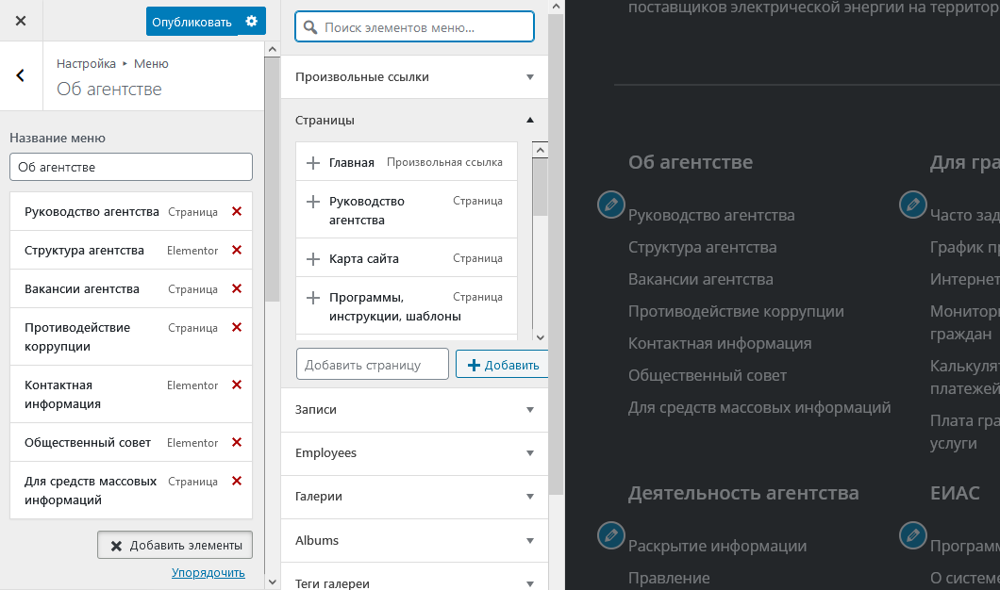 Опубликовать
Настройка ▸ Меню
Об агентстве
Название меню
Об агентстве
Руководство агентства Страница
Структура агентства Elementor
Вакансии агентства Страница
Противодействие Страница
коррупции
Контактная Elementor
информация
Общественный совет Elementor
Для средств массовых Страница
информаций
Добавить элементы
Упорядочить
Поиск элементов меню...
Произвольные ссылки
Страницы
Главная Произвольная ссылка
Руководство Страница
агентства
Карта сайта Страница
Программы, Страница
инструкции, шаблоны
Добавить страницу
Добавить
Записи
Employees
Галереи
Albums
Теги галереи
поставщиков электрической энергии на территор
Об агентстве
Руководство агентства
Структура агентства
Вакансии агентства
Противодействие коррупции
Контактная информация
Общественный совет
Для средств массовых информаций
Для гра
Часто зад
График пр
Интернет
Монитор
граждан
Калькуля
платежей
Плата гра
услуги
Деятельность агентства
Раскрытие информации
Правление
ЕИАС
Програм
О системе